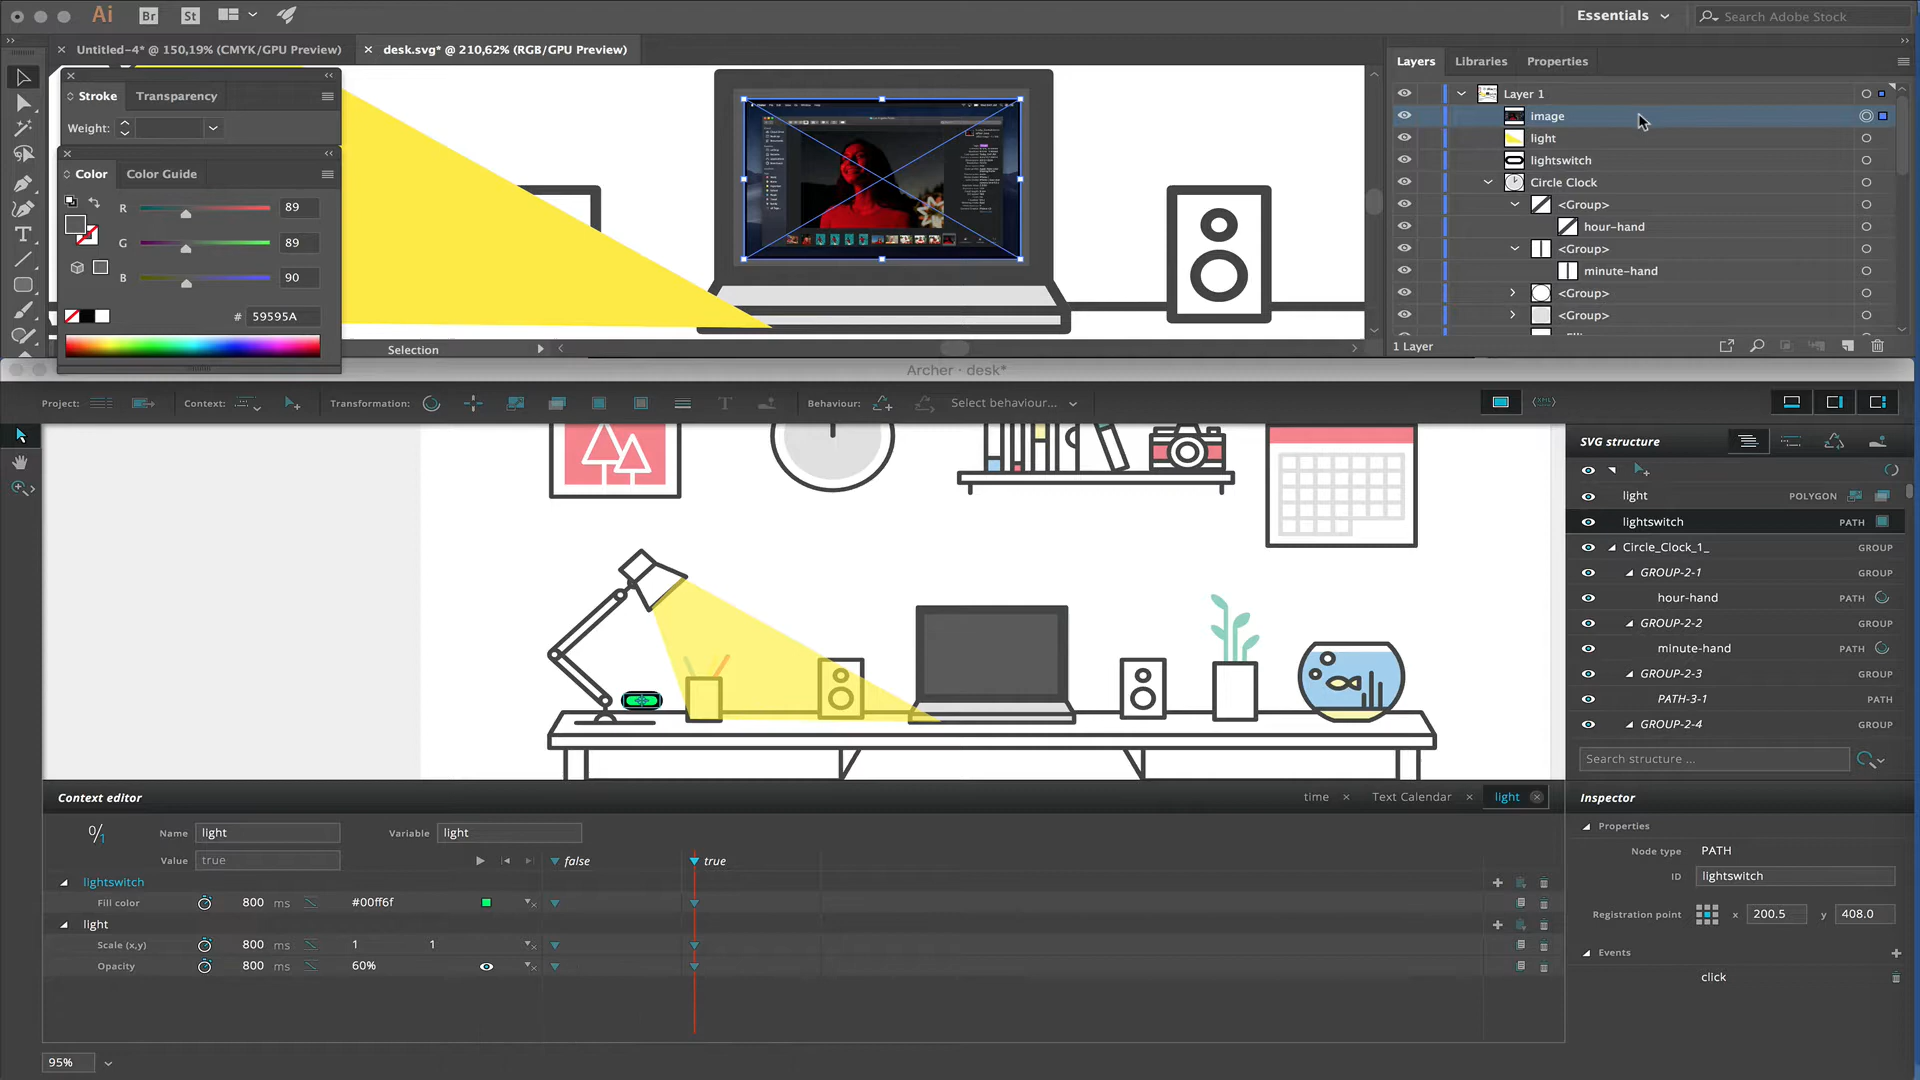 Ai Br St Essentials Search Adobe Stock
Untitled-4* @ 150,19% (CMYK/GPU Preview) desk.svg* @ 210,62% (RGB/GPU Preview)
Layers Libraries Properties
Stroke Transparency
Weight:
Color Color Guide
R 89
G 89
B 90
# 59595A
Selection
Layer 1
image
light
lightswitch
Circle Clock
<Group>
hour-hand
<Group>
minute-hand
<Group>
<Group>
1 Layer
Archer - desk*
Project: Context: Transformation: T Behaviour: Select behaviour...
XML
SVG structure
light POLYGON
lightswitch PATH
Circle_Clock_1_ GROUP
GROUP-2-1 GROUP
hour-hand PATH
GROUP-2-2 GROUP
minute-hand PATH
GROUP-2-3 GROUP
PATH-3-1 PATH
GROUP-2-4 GROUP
Search structure ...
Context editor time Text Calendar light
0/1 Name light Variable light
Value true false true
lightswitch
Fill color 800 ms #00ff6f
light
Scale (x,y) 800 ms 1 1
Opacity 800 ms 60%
95%
Inspector
Properties
Node type PATH
ID lightswitch
Registration point x 200.5 y 408.0
Events
click